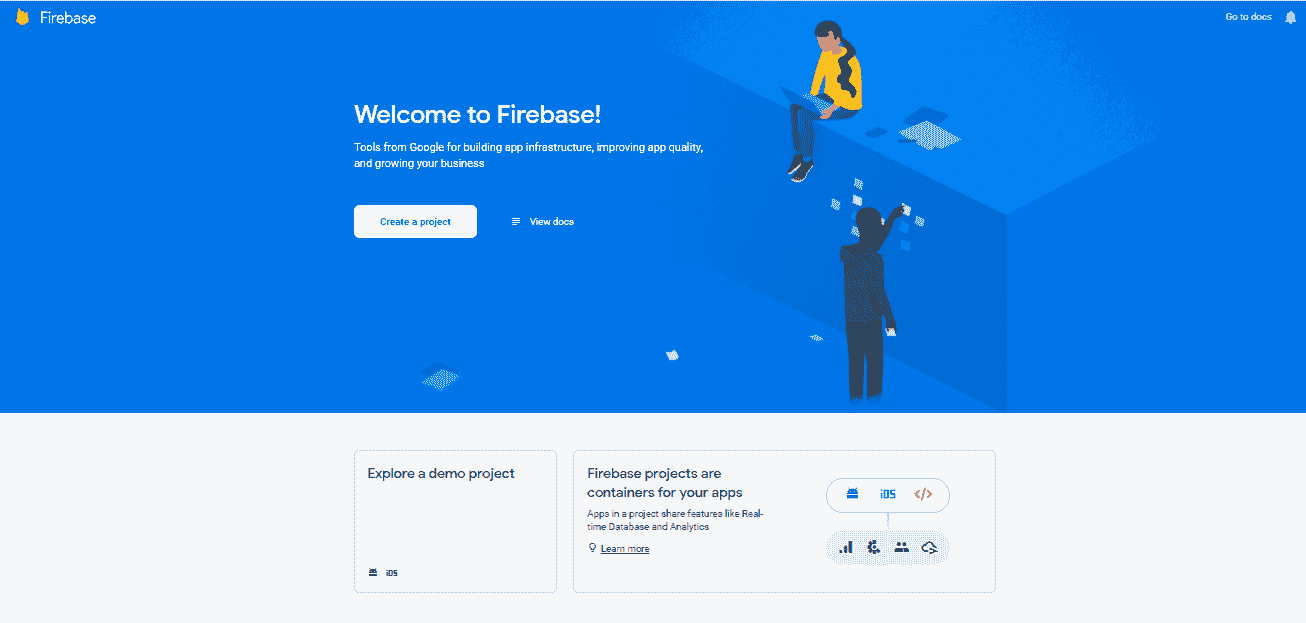 Firebase
Go to docs
Welcome to Firebase!
Tools from Google for building app infrastructure, improving app quality,
and growing your business
Create a project
View docs
Explore a demo project
iOS
Firebase projects are
containers for your apps
Apps in a project share features like Real-
time Database and Analytics
Learn more
iOS